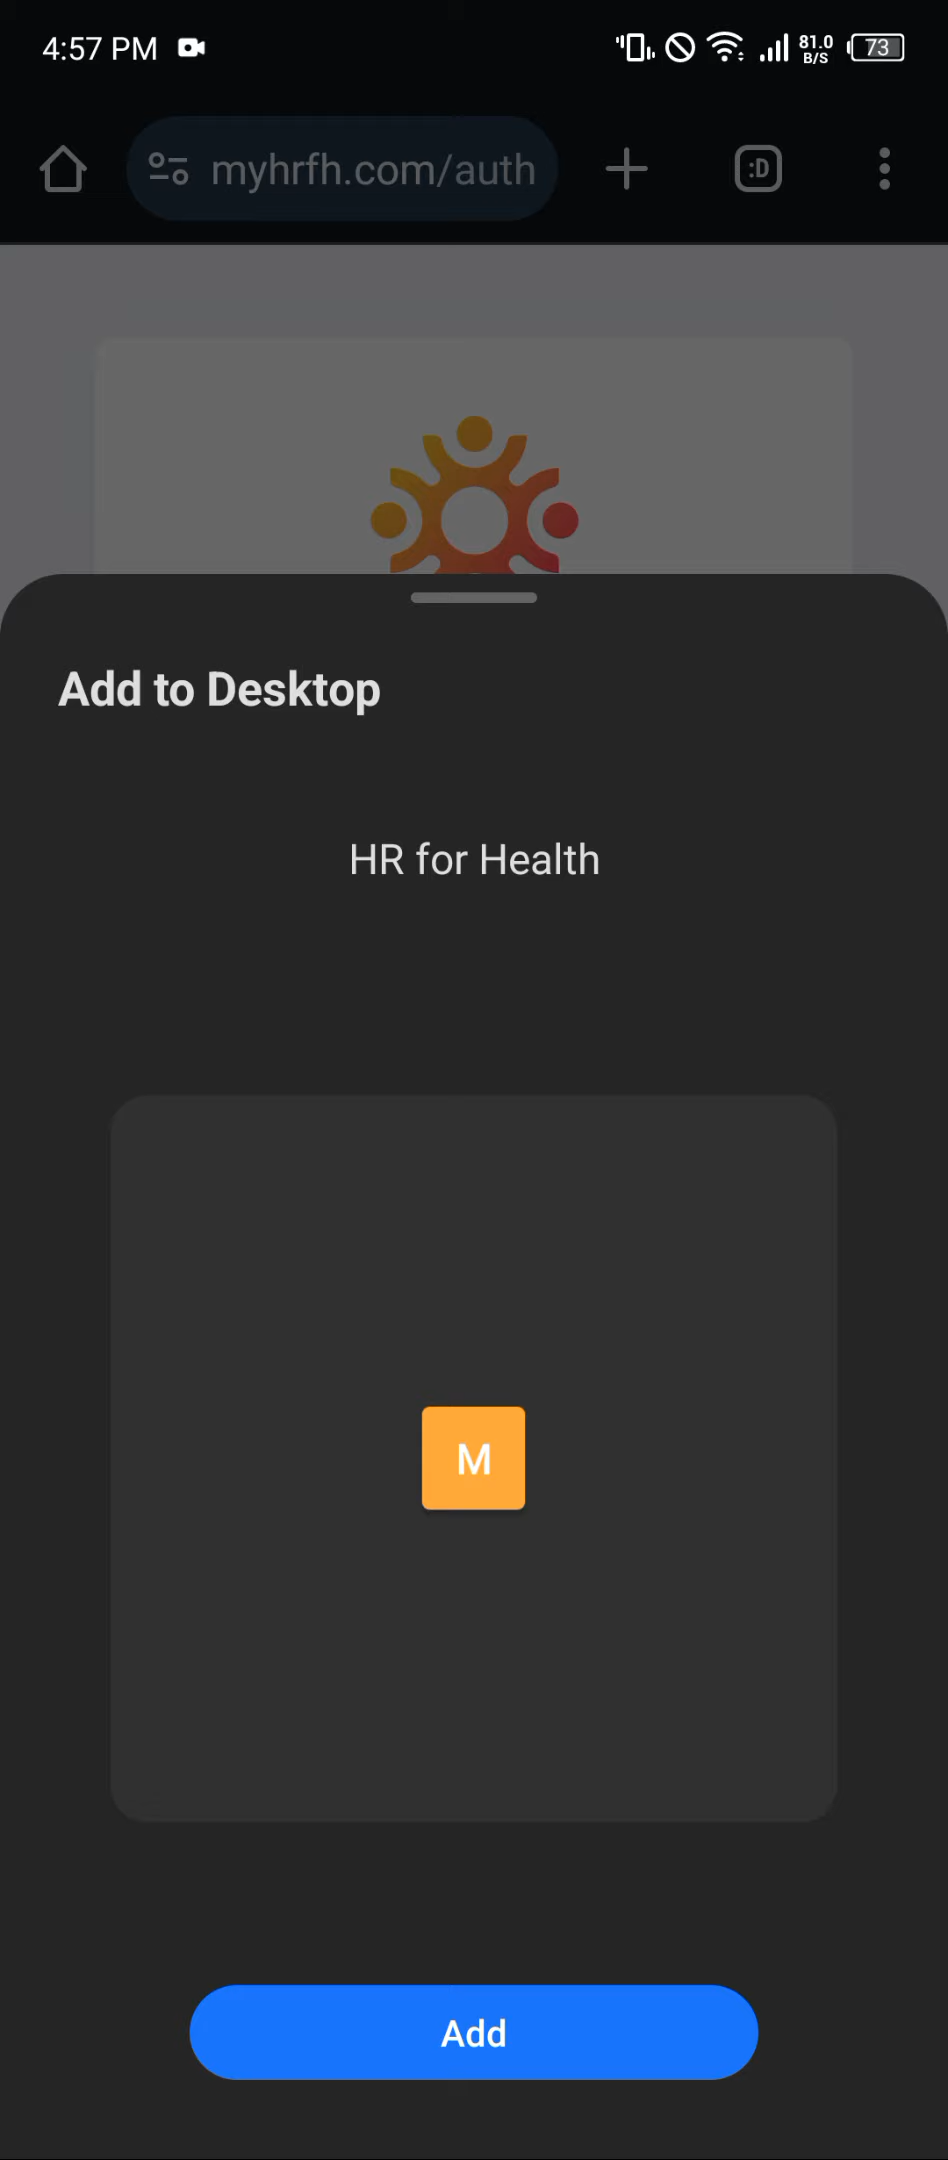 4:57 PM
81.0
B/S
73
myhrfh.com/auth
:D
Add to Desktop
HR for Health
M
Add